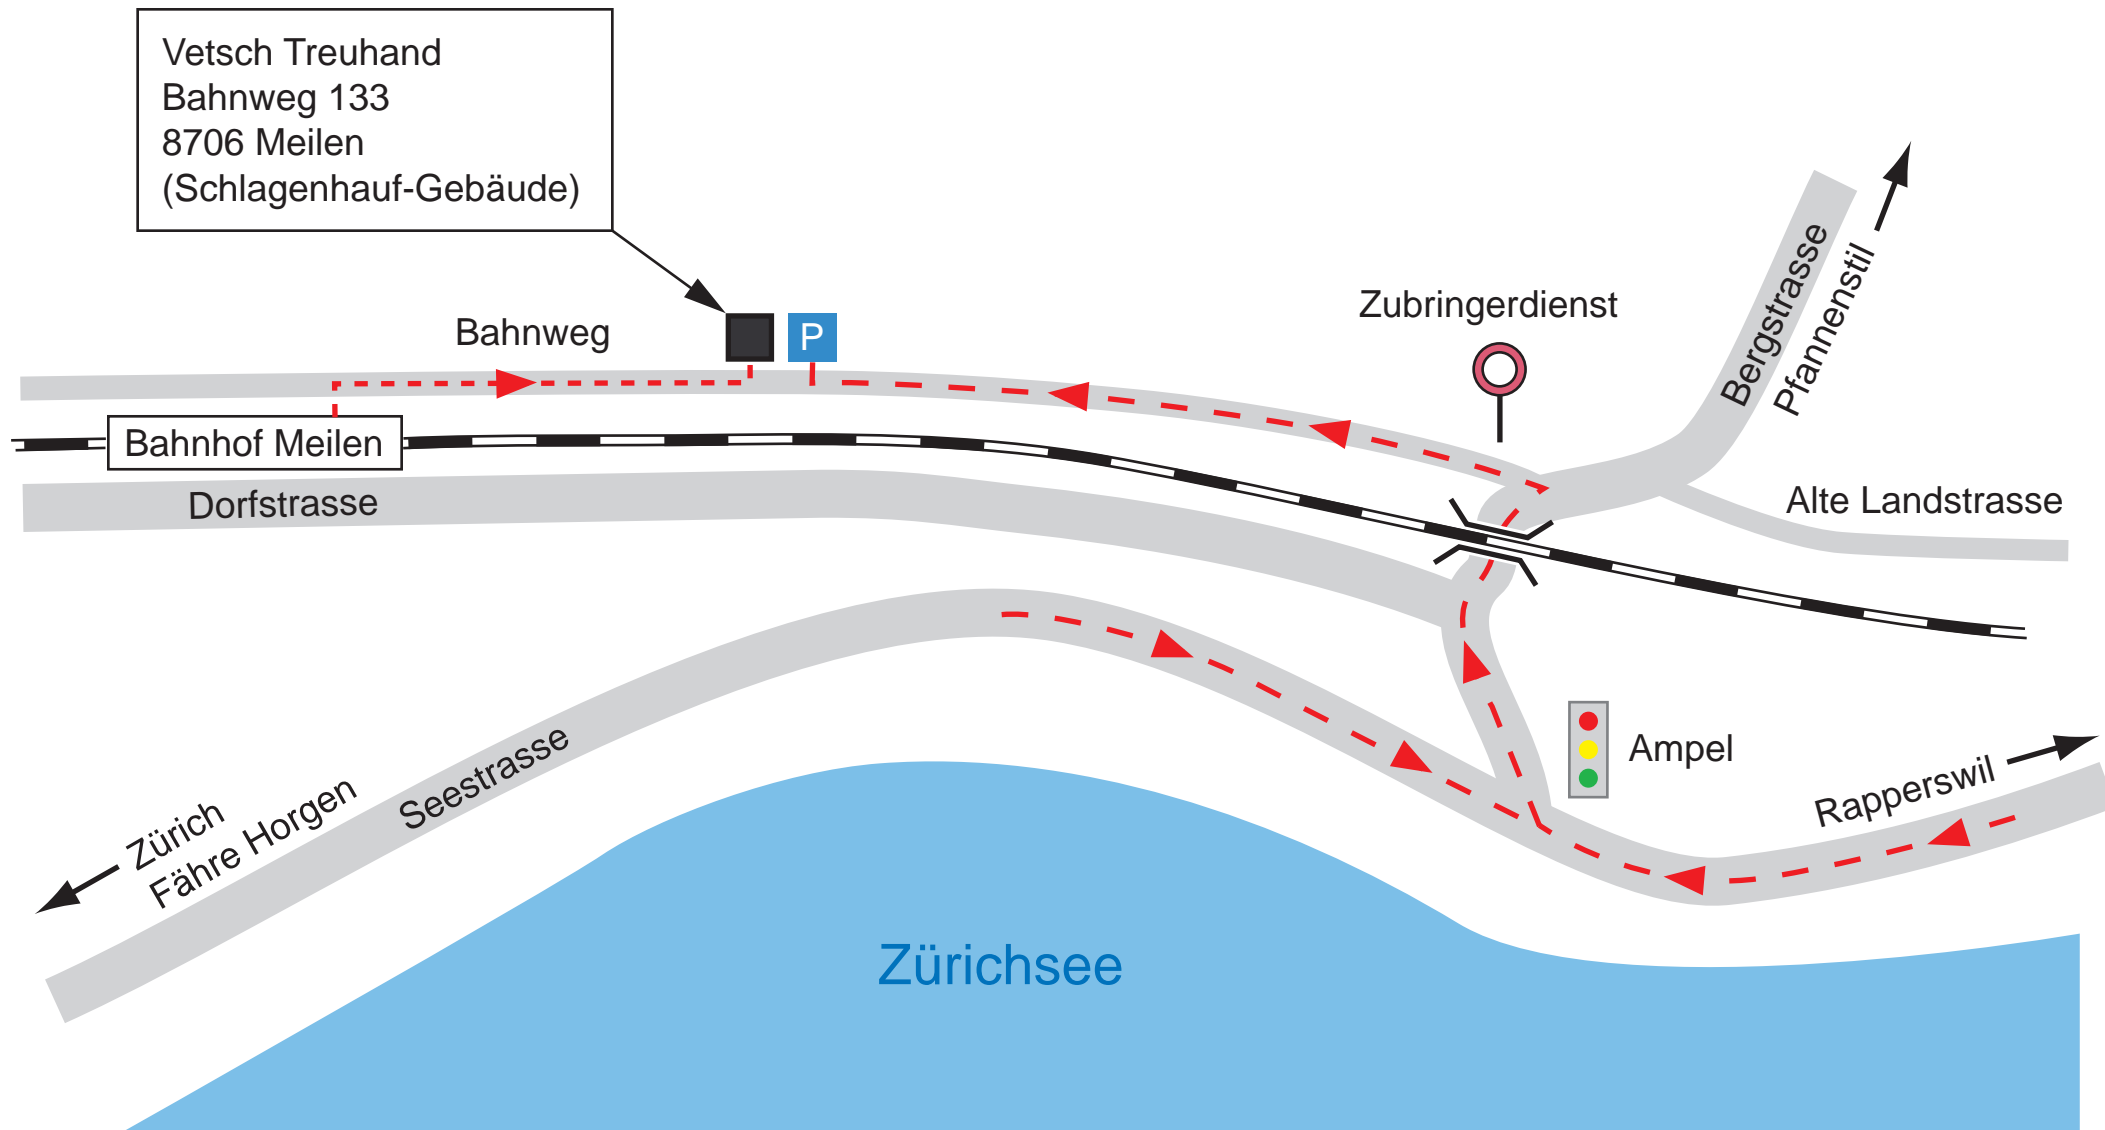 Vetsch Treuhand
Bahnweg 133
8706 Meilen
(Schlagenhauf-Gebäude)
Bahnweg
P
Zubringerdienst
Bergstrasse
Pfannenstil
Bahnhof Meilen
Dorfstrasse
Alte Landstrasse
Seestrasse
Ampel
Zürich
Fähre Horgen
Rapperswil
Zürichsee